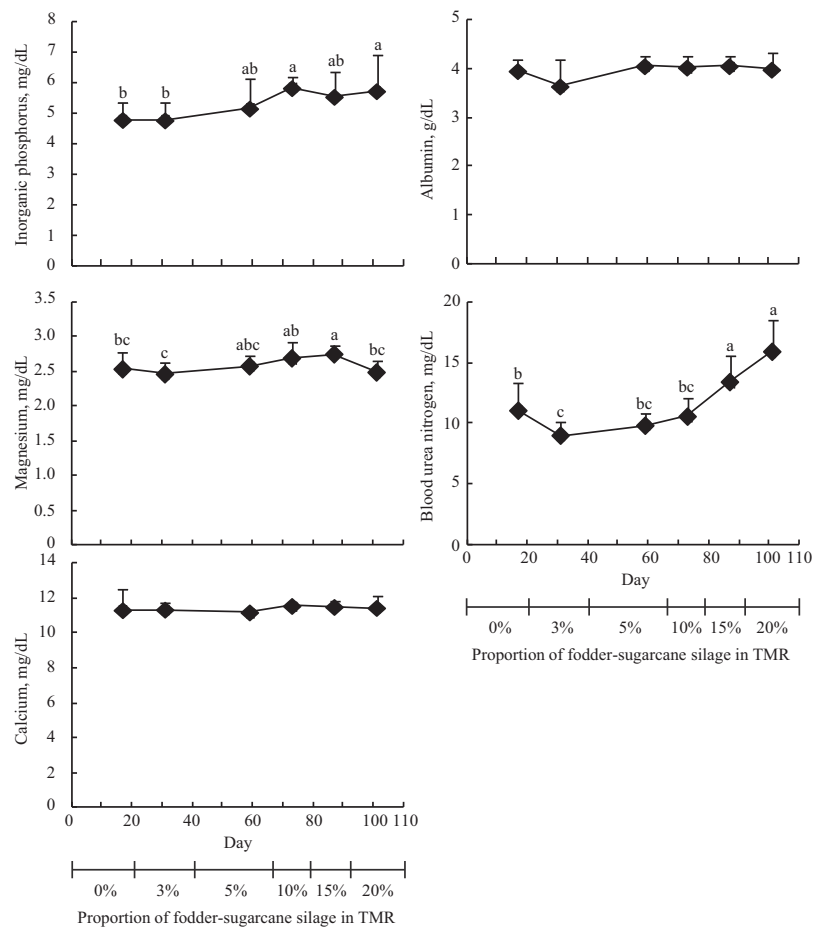 Inorganic phosphorus, mg/dL
8
7
6
5
4
3
2
1
0
b b ab a ab a
Albumin, g/dL
5
4
3
2
1
0
Magnesium, mg/dL
3.5
3.0
2.5
2.0
1.5
1.0
0.5
0
bc c abc ab a bc
Blood urea nitrogen, mg/dL
20
15
10
5
0
b c bc bc a a
0 20 40 60 80 100 110
Day
0% 3% 5% 10% 15% 20%
Proportion of fodder-sugarcane silage in TMR
Calcium, mg/dL
14
12
10
8
6
4
2
0
0 20 40 60 80 100 110
Day
0% 3% 5% 10% 15% 20%
Proportion of fodder-sugarcane silage in TMR